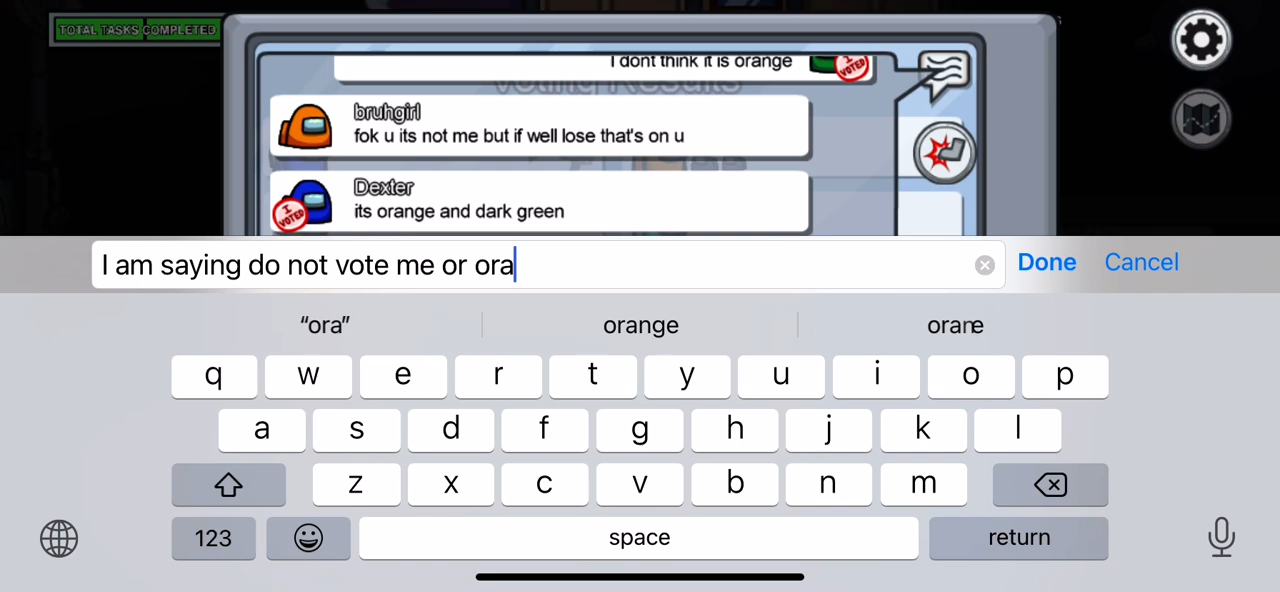 TOTAL TASKS COMPLETED
I dont think it is orange
I VOTED
Voting Results
bruhgirl
fok u its not me but if well lose that's on u
Dexter
its orange and dark green
I VOTED
I am saying do not vote me or ora
Done
Cancel
“ora”
orange
orane
q w e r t y u i o p
a s d f g h j k l
z x c v b n m
123
space
return